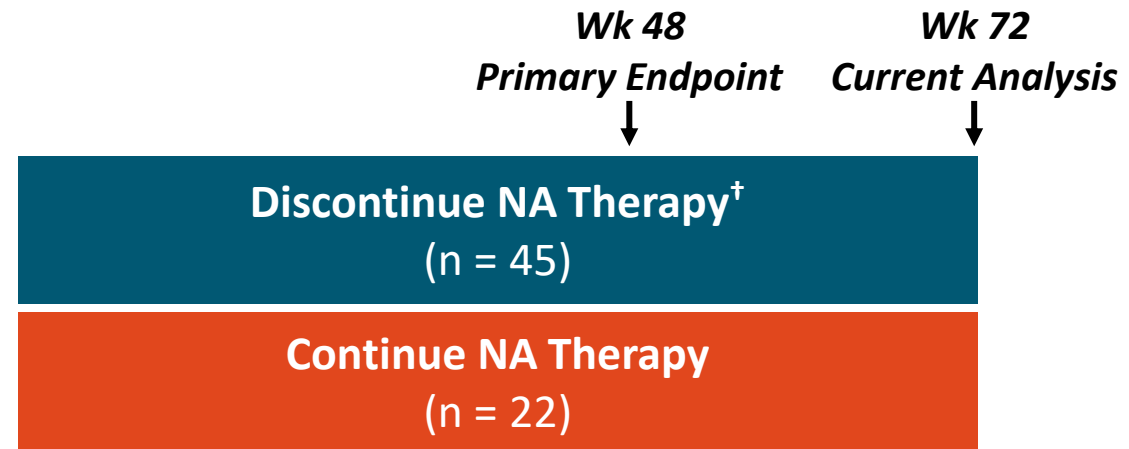 Wk 48
Primary Endpoint
Wk 72
Current Analysis
Discontinue NA Therapy†
(n = 45)
Continue NA Therapy
(n = 22)